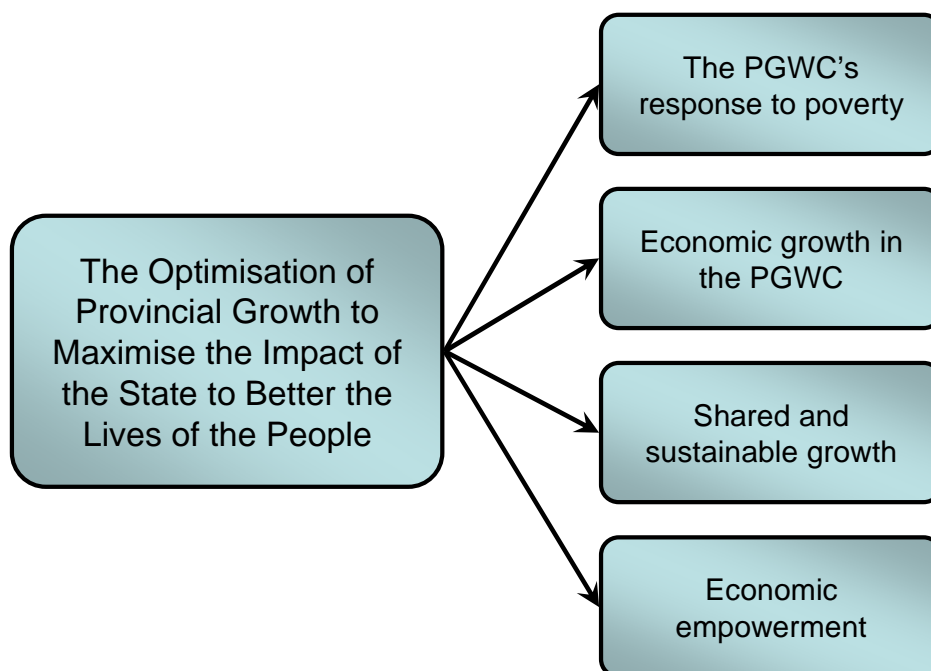 The Optimisation of
Provincial Growth to
Maximise the Impact of
the State to Better the
Lives of the People
The PGWC's
response to poverty
Economic growth in
the PGWC
Shared and
sustainable growth
Economic
empowerment